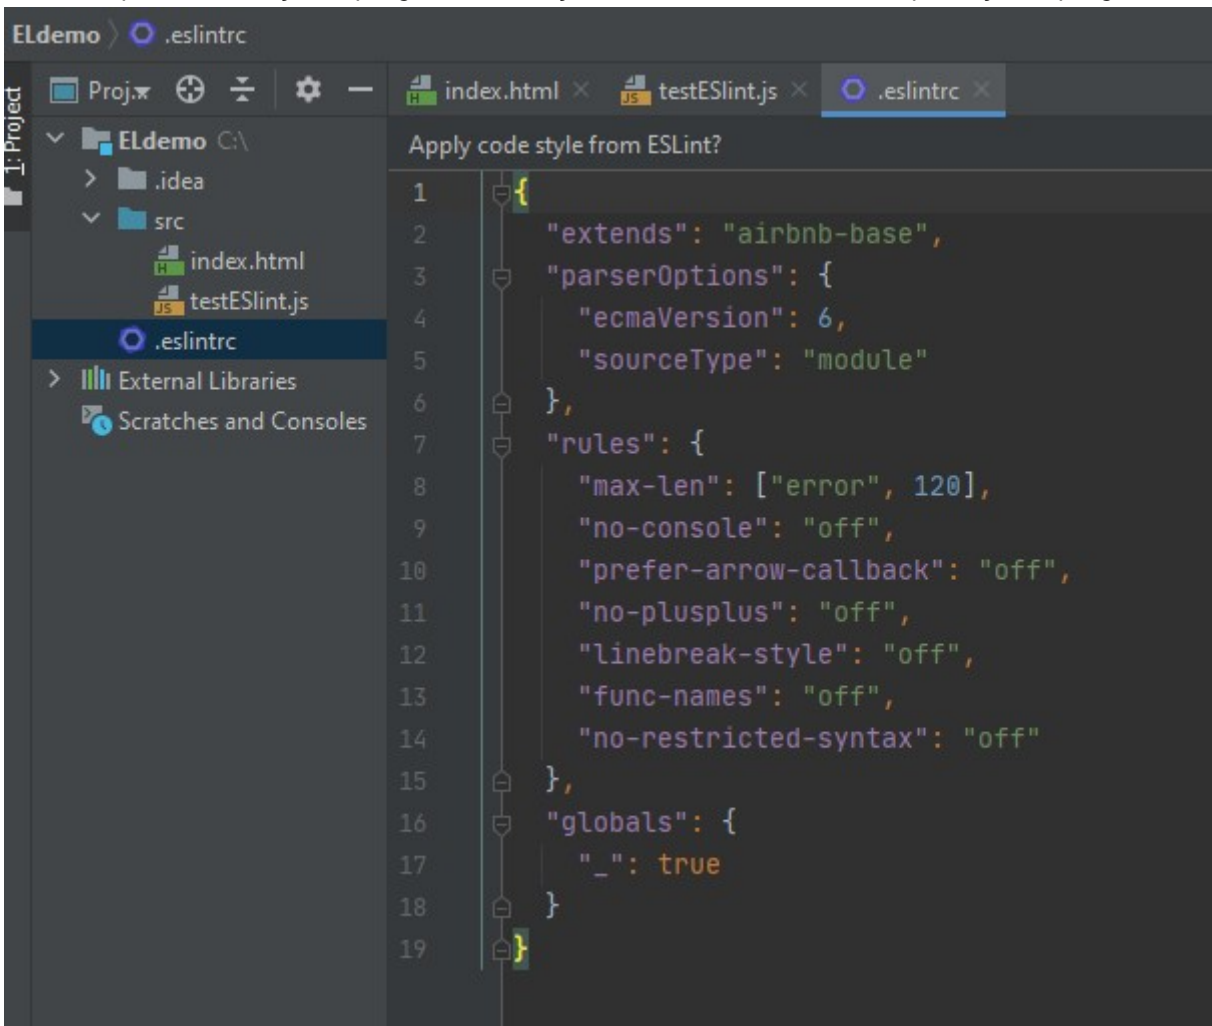 ELdemo .eslintrc
1: Project
Proj...
index.html
testESlint.js
.eslintrc
ELdemo C:\
.idea
src
index.html
testESlint.js
.eslintrc
External Libraries
Scratches and Consoles
Apply code style from ESLint?
1 {
2 "extends": "airbnb-base",
3 "parserOptions": {
4 "ecmaVersion": 6,
5 "sourceType": "module"
6 },
7 "rules": {
8 "max-len": ["error", 120],
9 "no-console": "off",
10 "prefer-arrow-callback": "off",
11 "no-plusplus": "off",
12 "linebreak-style": "off",
13 "func-names": "off",
14 "no-restricted-syntax": "off"
15 },
16 "globals": {
17 "_": true
18 }
19 }